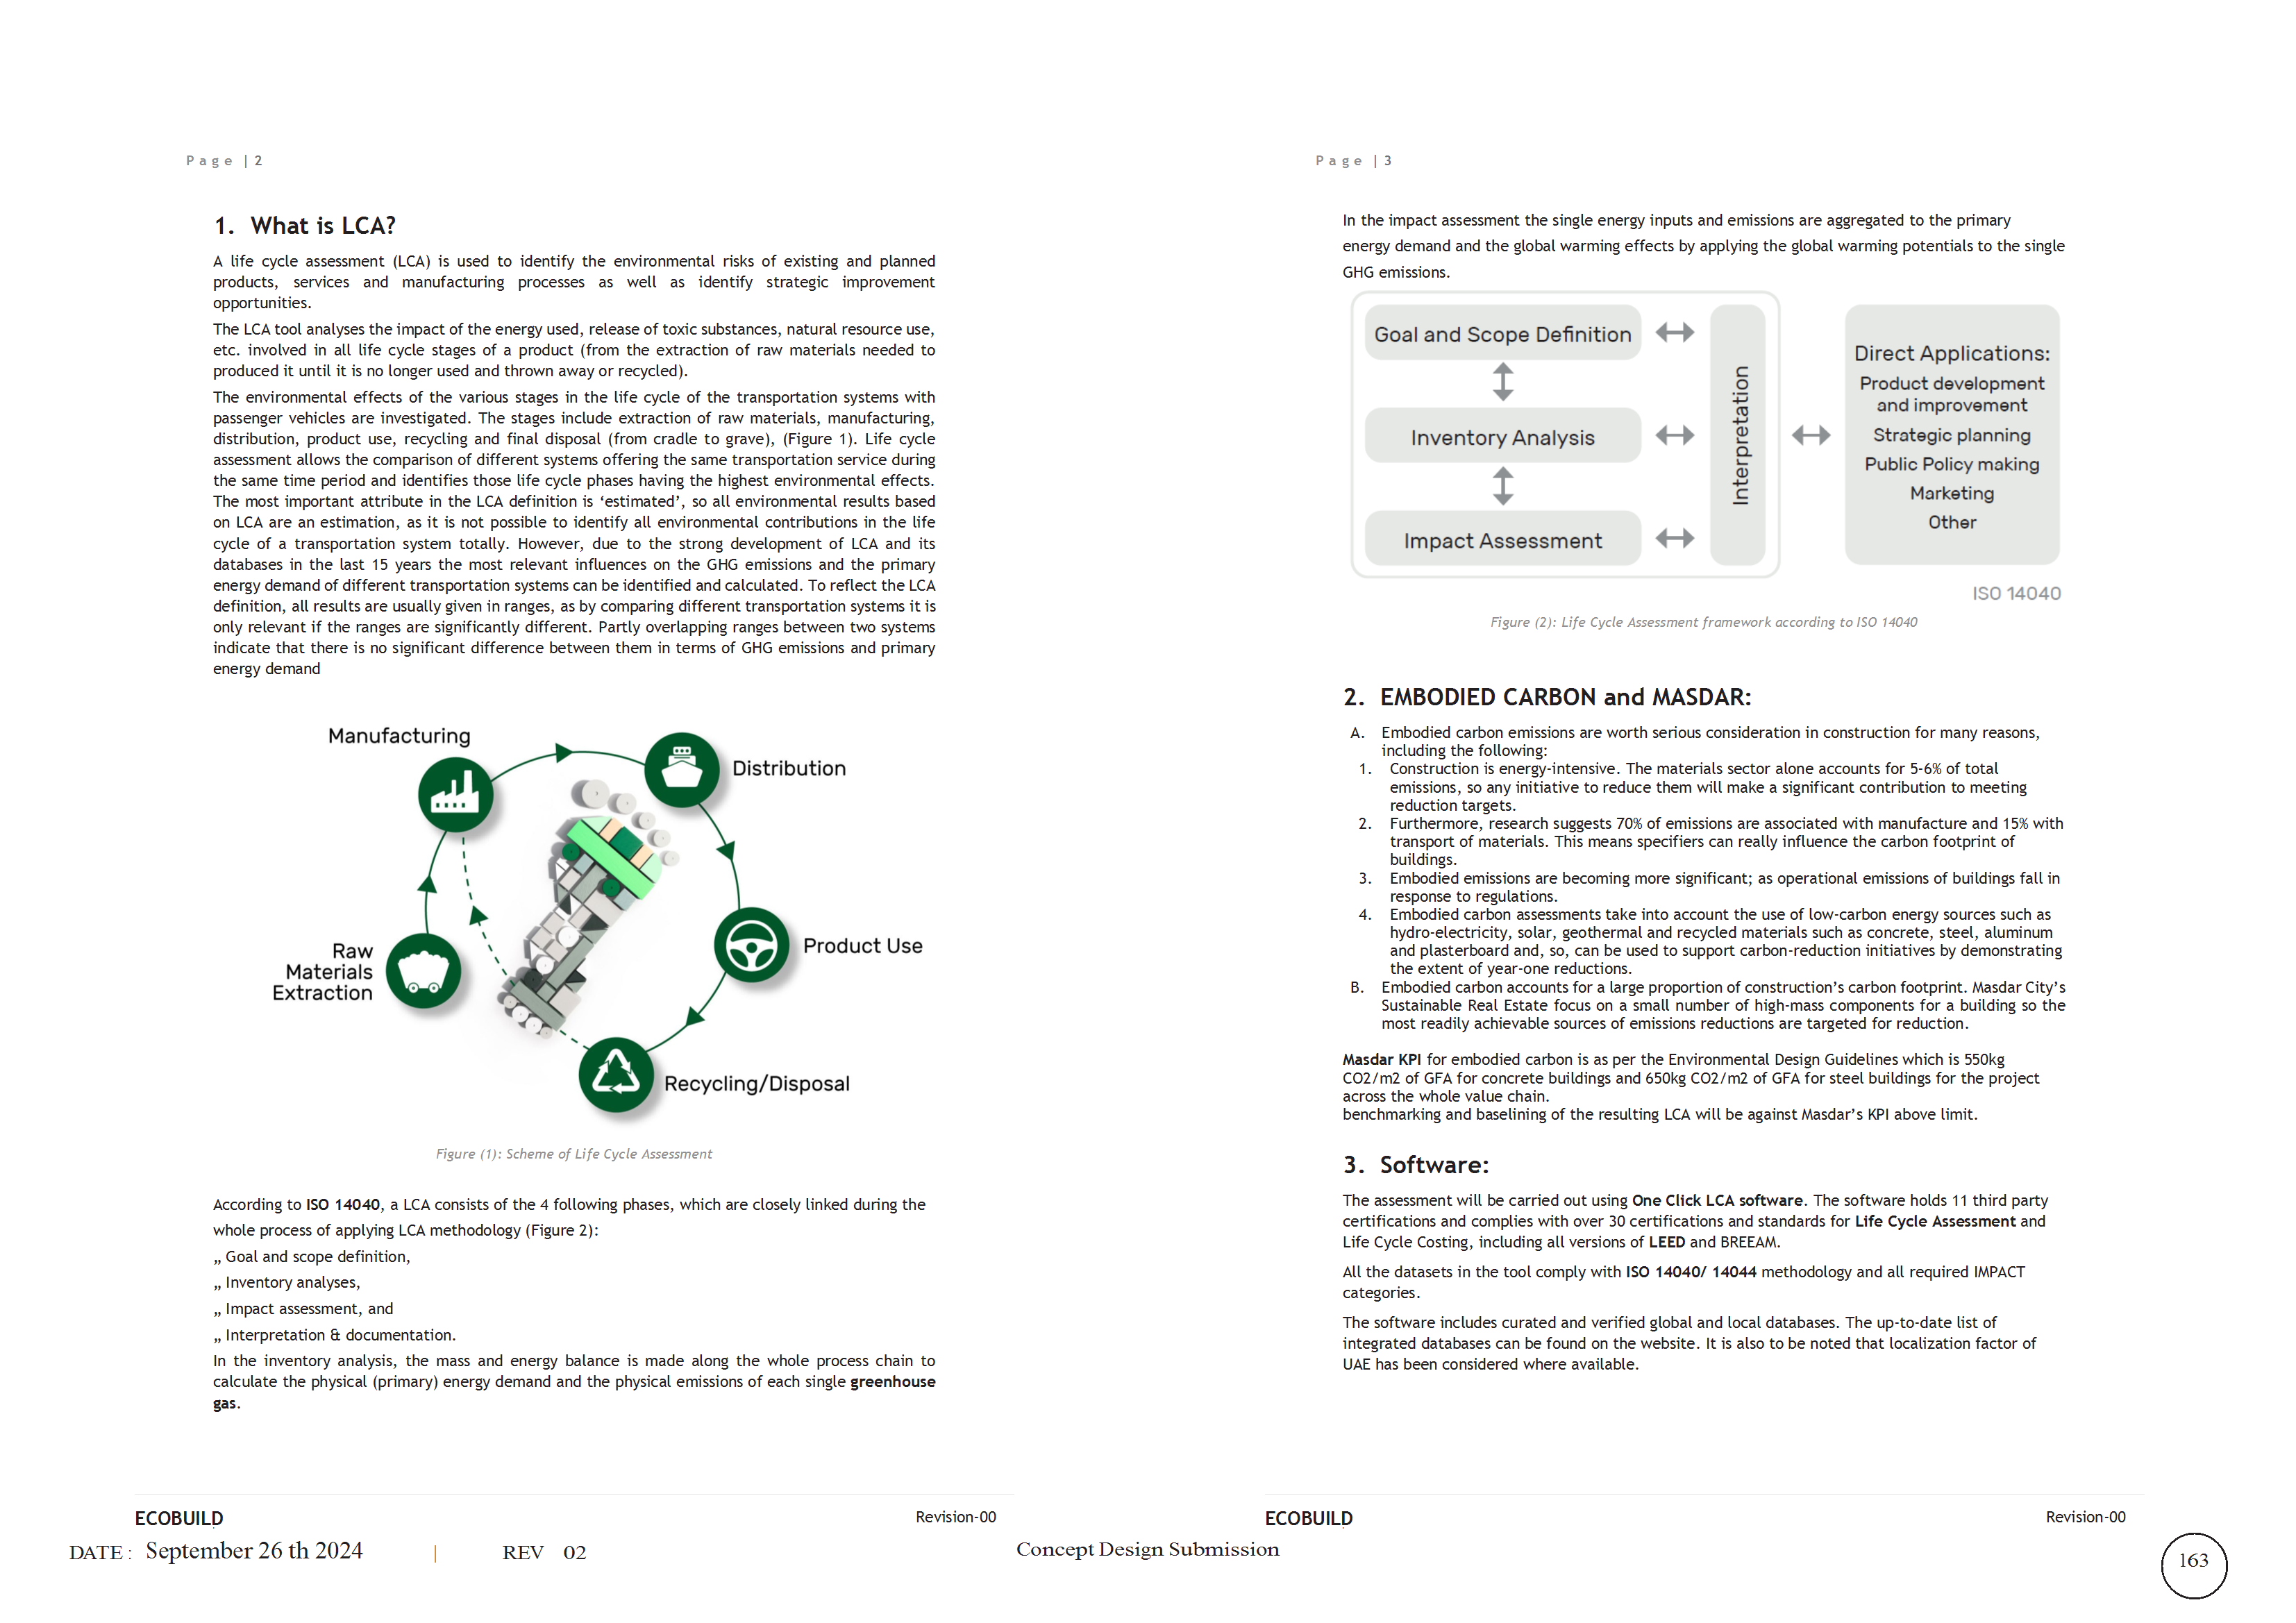 Page | 2
1. What is LCA?
A life cycle assessment (LCA) is used to identify the environmental risks of existing and planned
products, services and manufacturing processes as well as identify strategic improvement
opportunities.
The LCA tool analyses the impact of the energy used, release of toxic substances, natural resource use,
etc. involved in all life cycle stages of a product (from the extraction of raw materials needed to
produced it until it is no longer used and thrown away or recycled).
The environmental effects of the various stages in the life cycle of the transportation systems with
passenger vehicles are investigated. The stages include extraction of raw materials, manufacturing,
distribution, product use, recycling and final disposal (from cradle to grave), (Figure 1). Life cycle
assessment allows the comparison of different systems offering the same transportation service during
the same time period and identifies those life cycle phases having the highest environmental effects.
The most important attribute in the LCA definition is ‘estimated’, so all environmental results based
on LCA are an estimation, as it is not possible to identify all environmental contributions in the life
cycle of a transportation system totally. However, due to the strong development of LCA and its
databases in the last 15 years the most relevant influences on the GHG emissions and the primary
energy demand of different transportation systems can be identified and calculated. To reflect the LCA
definition, all results are usually given in ranges, as by comparing different transportation systems it is
only relevant if the ranges are significantly different. Partly overlapping ranges between two systems
indicate that there is no significant difference between them in terms of GHG emissions and primary
energy demand
Manufacturing
Distribution
Product Use
Raw
Materials
Extraction
Recycling/Disposal
Figure (1): Scheme of Life Cycle Assessment
According to ISO 14040, a LCA consists of the 4 following phases, which are closely linked during the
whole process of applying LCA methodology (Figure 2):
„ Goal and scope definition,
„ Inventory analyses,
„ Impact assessment, and
„ Interpretation & documentation.
In the inventory analysis, the mass and energy balance is made along the whole process chain to
calculate the physical (primary) energy demand and the physical emissions of each single greenhouse
gas.
ECOBUILD
Revision-00
Page | 3
In the impact assessment the single energy inputs and emissions are aggregated to the primary
energy demand and the global warming effects by applying the global warming potentials to the single
GHG emissions.
Goal and Scope Definition
Inventory Analysis
Impact Assessment
Interpretation
Direct Applications:
Product development
and improvement
Strategic planning
Public Policy making
Marketing
Other
ISO 14040
Figure (2): Life Cycle Assessment framework according to ISO 14040
2. EMBODIED CARBON and MASDAR:
A. Embodied carbon emissions are worth serious consideration in construction for many reasons,
including the following:
1. Construction is energy-intensive. The materials sector alone accounts for 5-6% of total
emissions, so any initiative to reduce them will make a significant contribution to meeting
reduction targets.
2. Furthermore, research suggests 70% of emissions are associated with manufacture and 15% with
transport of materials. This means specifiers can really influence the carbon footprint of
buildings.
3. Embodied emissions are becoming more significant; as operational emissions of buildings fall in
response to regulations.
4. Embodied carbon assessments take into account the use of low-carbon energy sources such as
hydro-electricity, solar, geothermal and recycled materials such as concrete, steel, aluminum
and plasterboard and, so, can be used to support carbon-reduction initiatives by demonstrating
the extent of year-one reductions.
B. Embodied carbon accounts for a large proportion of construction’s carbon footprint. Masdar City’s
Sustainable Real Estate focus on a small number of high-mass components for a building so the
most readily achievable sources of emissions reductions are targeted for reduction.
Masdar KPI for embodied carbon is as per the Environmental Design Guidelines which is 550kg
CO2/m2 of GFA for concrete buildings and 650kg CO2/m2 of GFA for steel buildings for the project
across the whole value chain.
benchmarking and baselining of the resulting LCA will be against Masdar’s KPI above limit.
3. Software:
The assessment will be carried out using One Click LCA software. The software holds 11 third party
certifications and complies with over 30 certifications and standards for Life Cycle Assessment and
Life Cycle Costing, including all versions of LEED and BREEAM.
All the datasets in the tool comply with ISO 14040/ 14044 methodology and all required IMPACT
categories.
The software includes curated and verified global and local databases. The up-to-date list of
integrated databases can be found on the website. It is also to be noted that localization factor of
UAE has been considered where available.
ECOBUILD
Revision-00
DATE : September 26 th 2024 | REV 02
Concept Design Submission
163